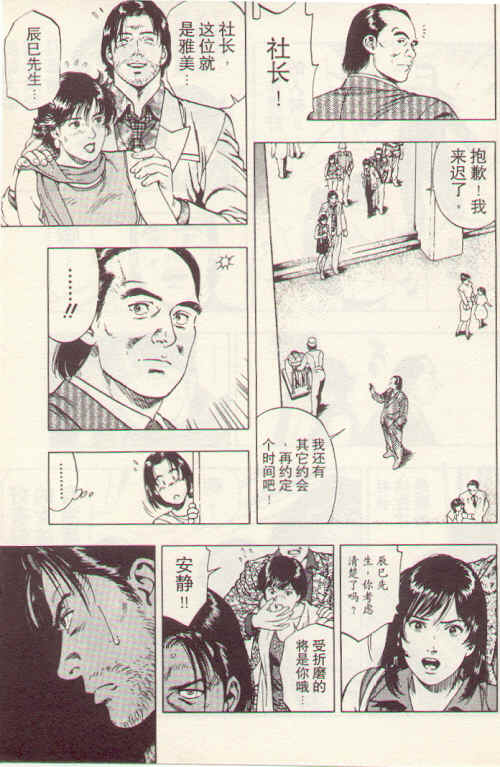 社长！
抱歉！我
来迟了。
我还有
其它约会
，再约定
个时间吧！
社长，
这位就
是雅美…
辰巳先生…
………!!
………
辰巳先
生，你考虑
清楚了吗？
受折磨的
将是你哦…
安静!!